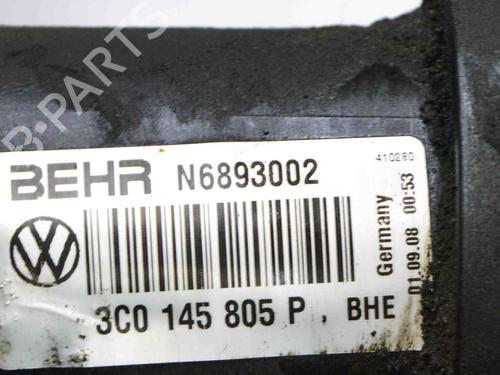 BEHR N6893002
410280
Germany
01.09.08 00:53
3C0 145 805 P , BHE
B-Parts